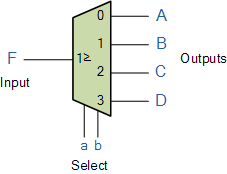 0 A
1 B
F 1≥ Outputs
Input 2 C
3 D
a b
Select